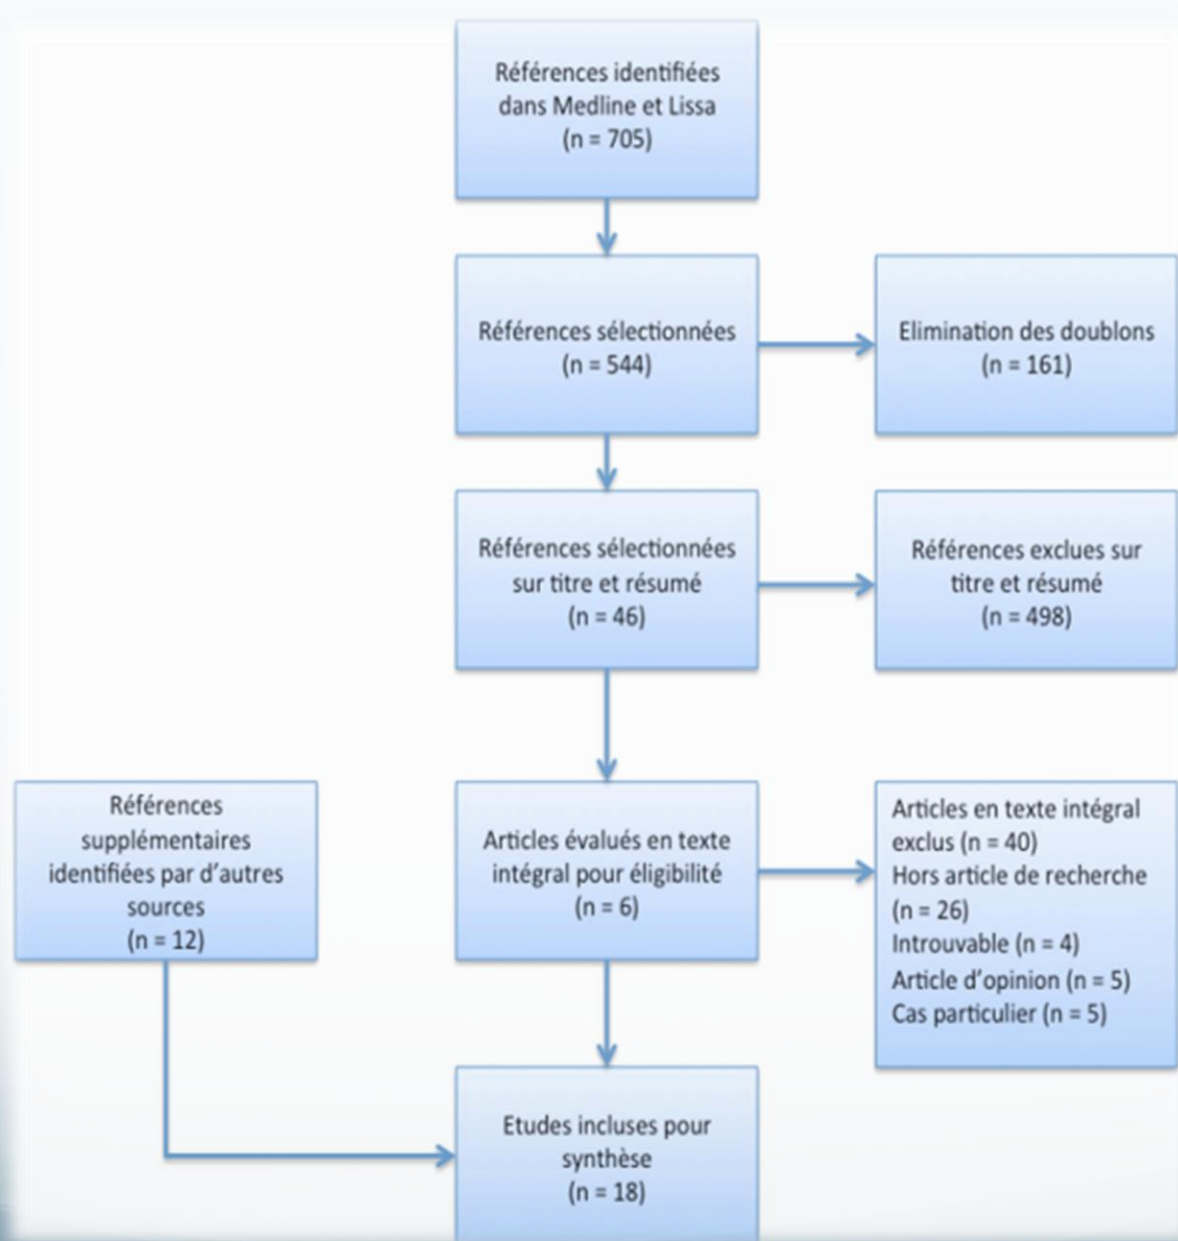 Références identifiées
dans Medline et Lissa
(n = 705)
Références sélectionnées
(n = 544)
Elimination des doublons
(n = 161)
Références sélectionnées
sur titre et résumé
(n = 46)
Références exclues sur
titre et résumé
(n = 498)
Références
supplémentaires
identifiées par d'autres
sources
(n = 12)
Articles évalués en texte
intégral pour éligibilité
(n = 6)
Articles en texte intégral
exclus (n = 40)
Hors article de recherche
(n = 26)
Introuvable (n = 4)
Article d'opinion (n = 5)
Cas particulier (n = 5)
Etudes incluses pour
synthèse
(n = 18)